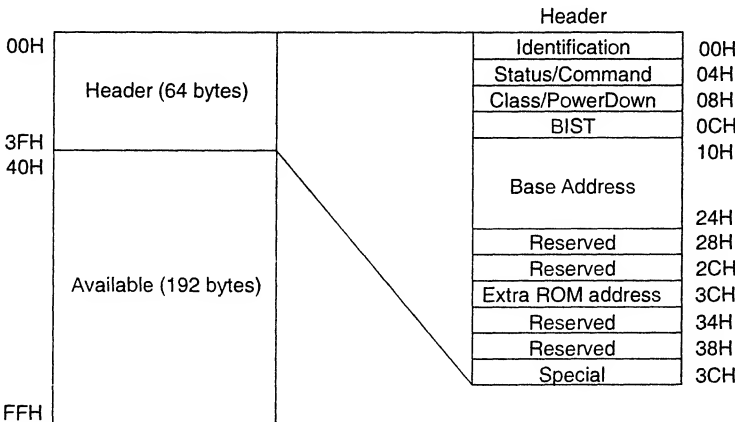 Header
00H
Header (64 bytes)
3FH
40H
Available (192 bytes)
FFH
Identification 00H
Status/Command 04H
Class/PowerDown 08H
BIST 0CH
10H
Base Address
24H
Reserved 28H
Reserved 2CH
Extra ROM address 3CH
Reserved 34H
Reserved 38H
Special 3CH